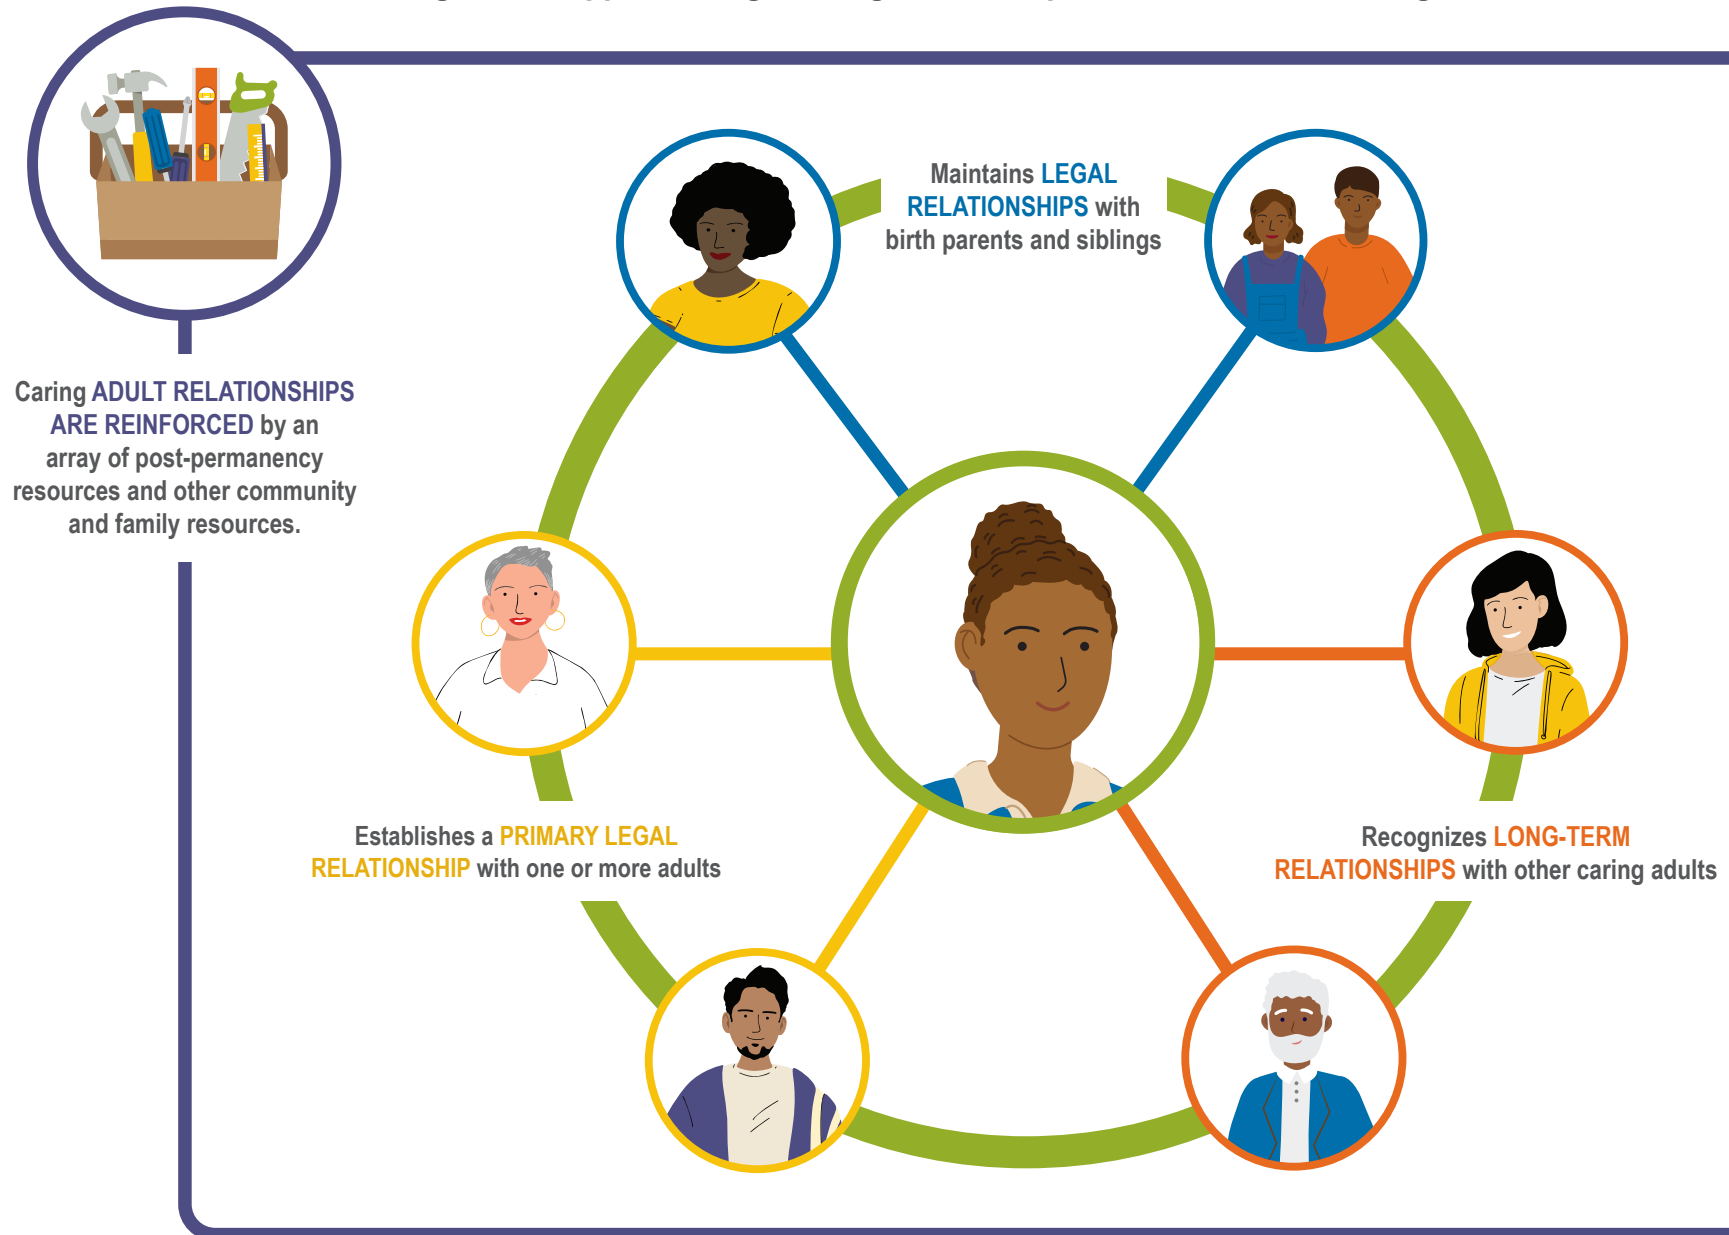 Maintains LEGAL
RELATIONSHIPS with
birth parents and siblings
Caring ADULT RELATIONSHIPS
ARE REINFORCED by an
array of post-permanency
resources and other community
and family resources.
Establishes a PRIMARY LEGAL
RELATIONSHIP with one or more adults
Recognizes LONG-TERM
RELATIONSHIPS with other caring adults